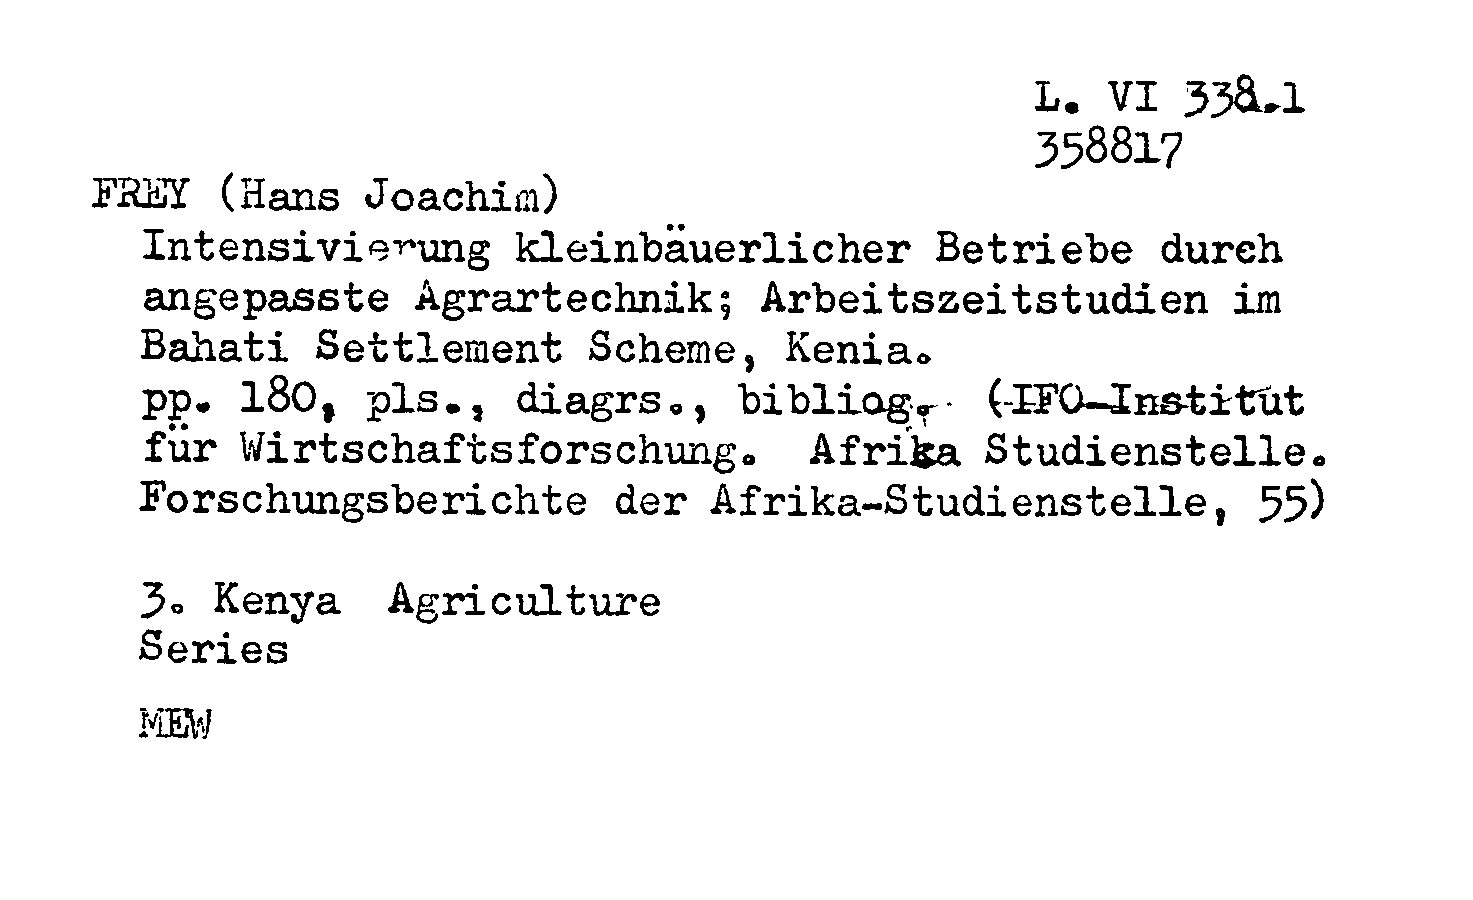 L. VI 338.1
358817
FREY (Hans Joachim)
Intensivierung kleinbäuerlicher Betriebe durch
angepasste Agrartechnik; Arbeitszeitstudien im
Bahati Settlement Scheme, Kenia.
pp. 180, pls., diagrs., bibliog. (IFO-Institut
für Wirtschaftsforschung. Afrika Studienstelle.
Forschungsberichte der Afrika-Studienstelle, 55)
3. Kenya Agriculture
Series
MEW